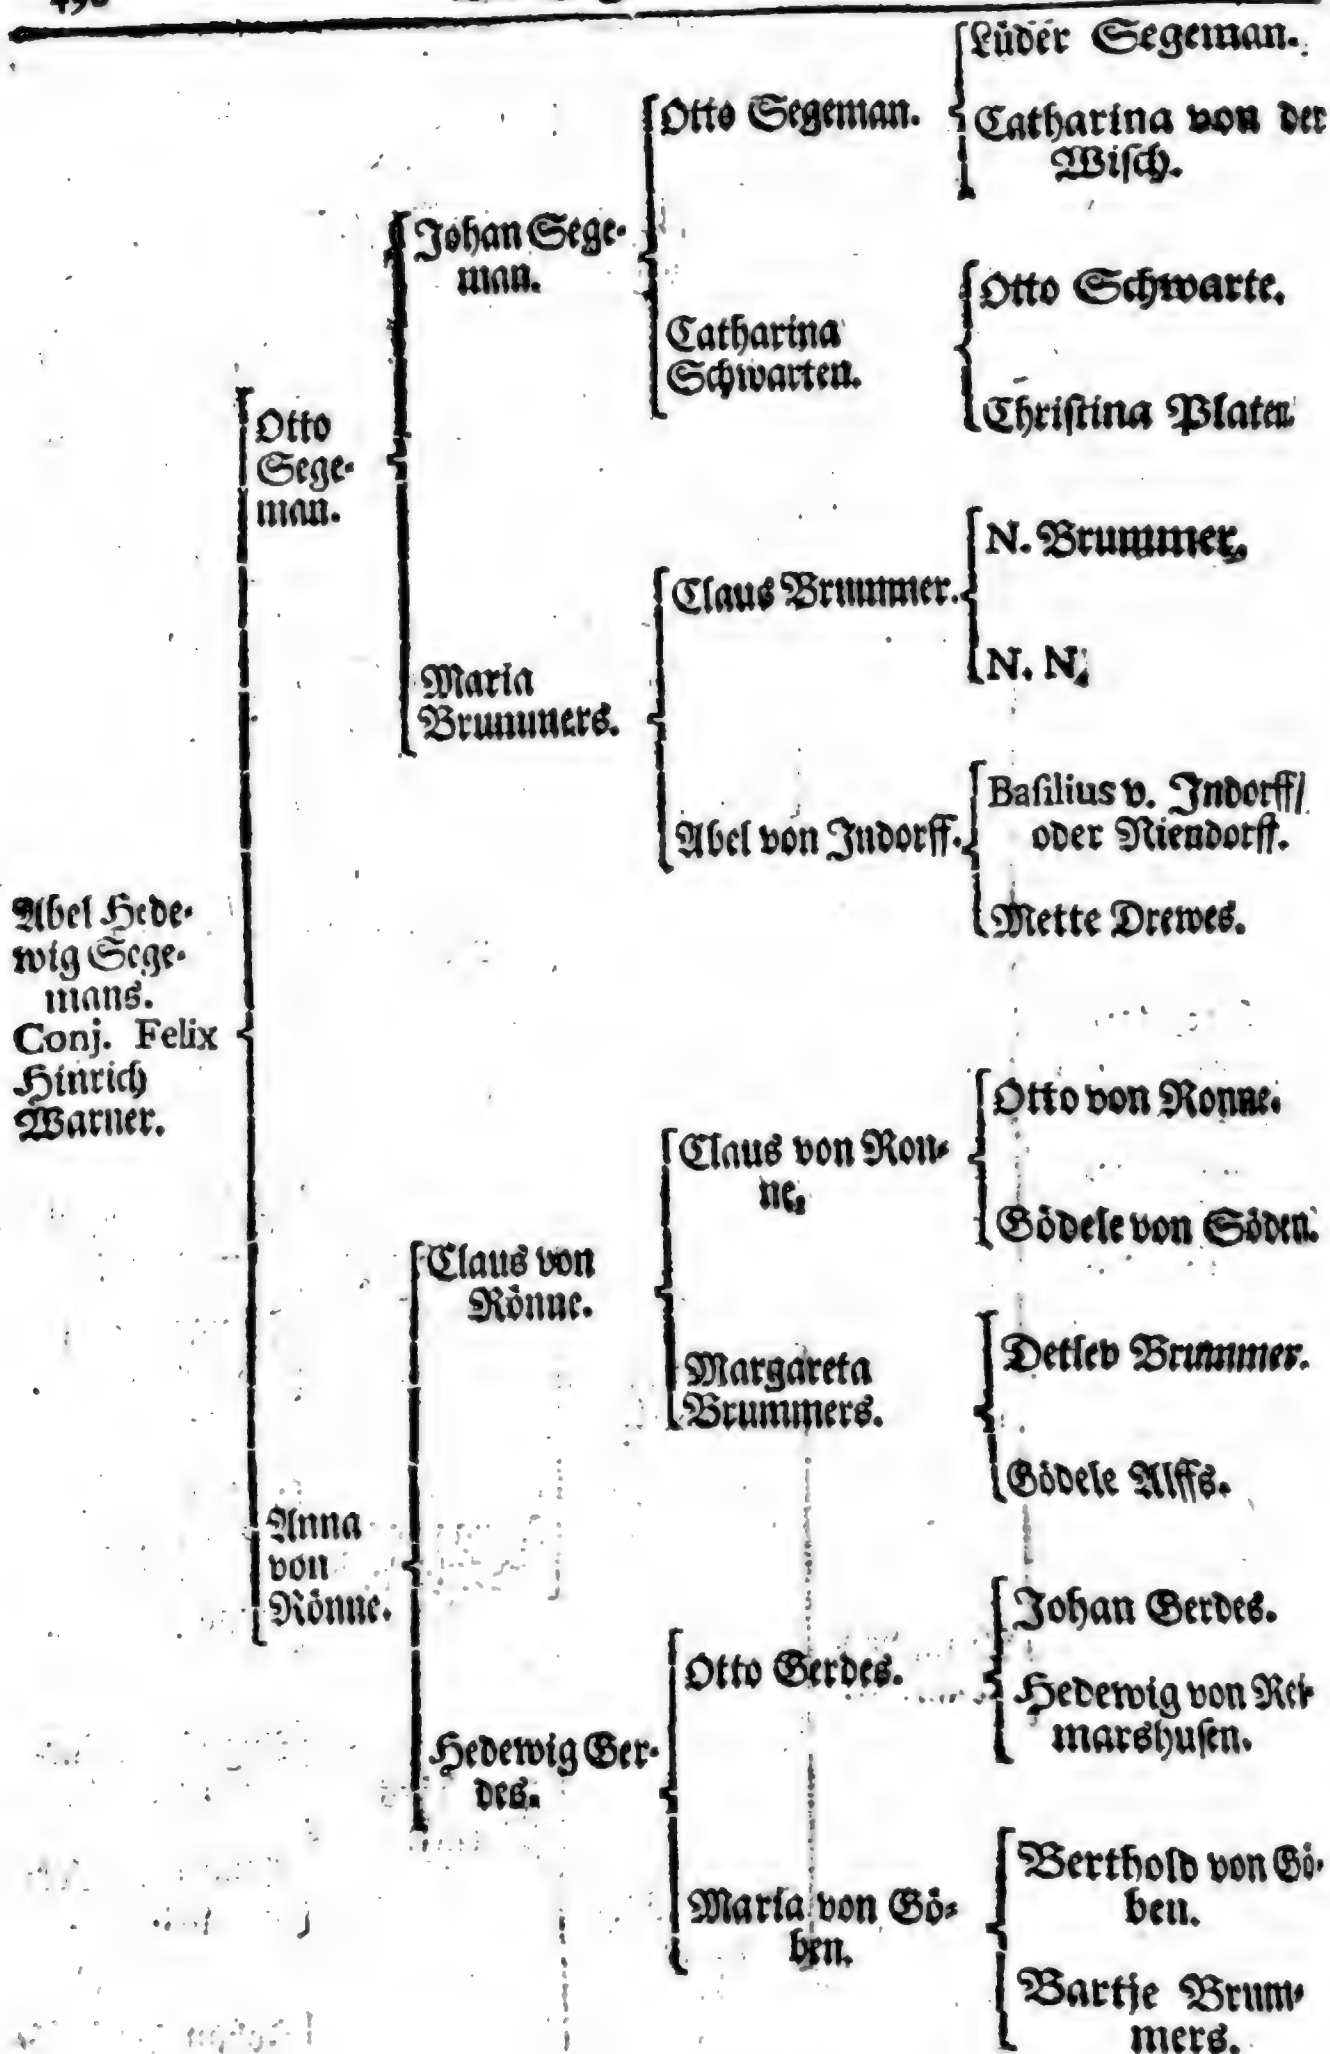 Lüder Segeman.
Otto Segeman.
Catharina von der
Wisch.
Johan Sege-
man.
Otto Schwarte.
Catharina
Schwarten.
Christina Platen
Otto
Sege-
man.
N. Brummer.
Claus Brummer.
N. N.
Maria
Brummers.
Basilius v. Indorff/
oder Niendorff.
Abel von Indorff.
Mette Drewes.
Abel Hede-
wig Sege-
mans.
Conj. Felix
Hinrich
Warner.
Otto von Ronne.
Claus von Ron-
ne.
Gödele von Söden.
Claus von
Rönne.
Detlev Brummer.
Margareta
Brummers.
Gödele Alffs.
Anna
von
Rönne.
Johan Gerdes.
Otto Gerdes.
Hedewig von Rei-
marshusen.
Hedewig Ger-
des.
Berthold von Gö-
ben.
Maria von Gö-
ben.
Bartje Brum-
mers.